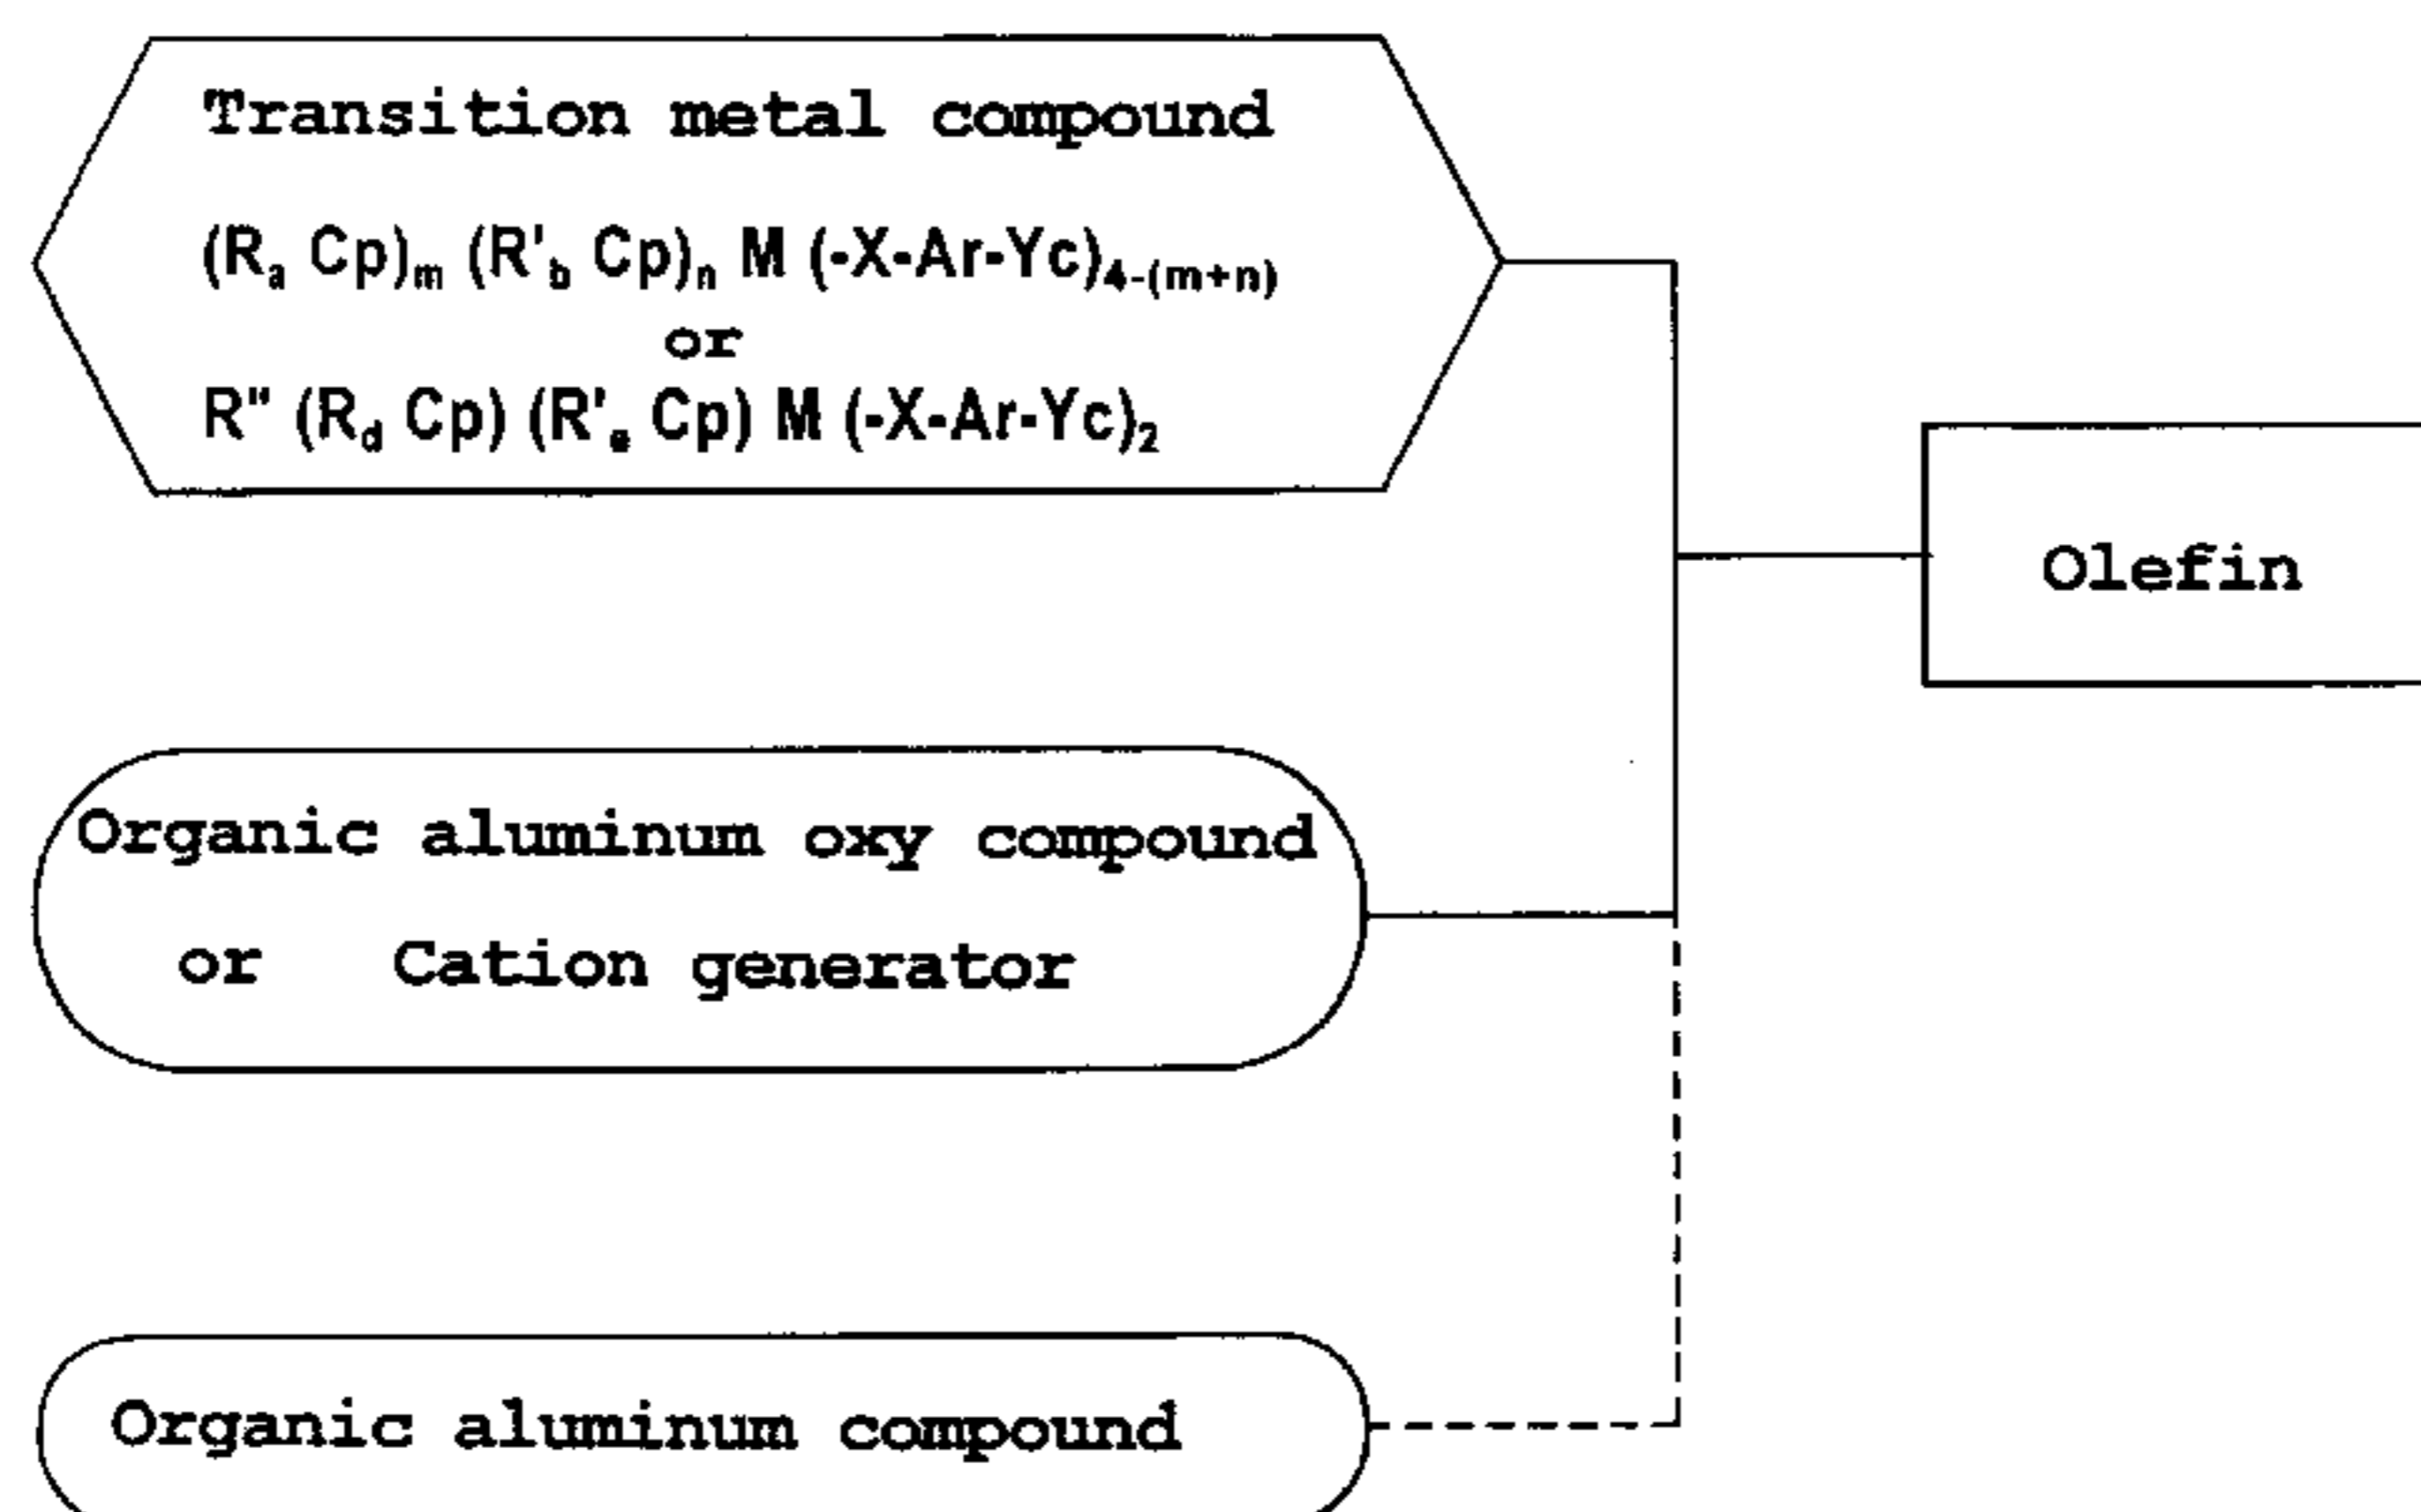 Transition metal compound
(Rₐ Cp)ₘ (R'b Cp)ₙ M (-X-Ar-Yc)₄₋₍ₘ₊ₙ₎
or
R" (Rd Cp) (R'ₑ Cp) M (-X-Ar-Yc)₂
Olefin
Organic aluminum oxy compound
or Cation generator
Organic aluminum compound